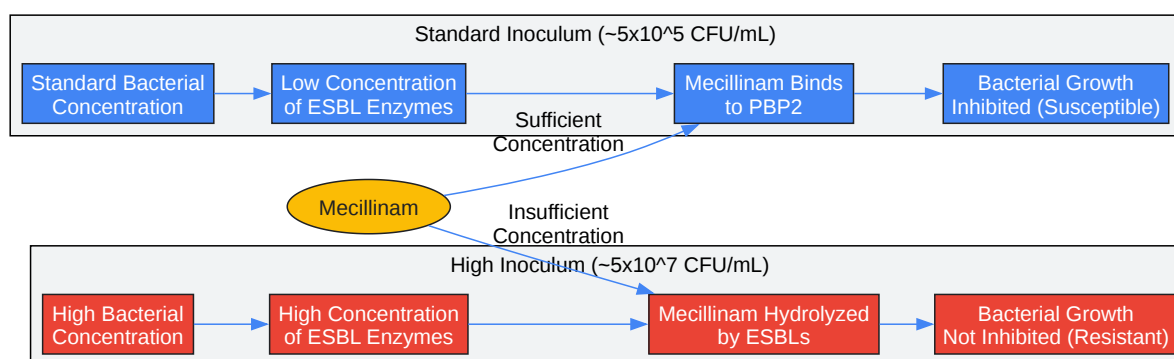 Standard Inoculum (~5x10^5 CFU/mL)
Standard Bacterial
Concentration
Low Concentration
of ESBL Enzymes
Mecillinam Binds
to PBP2
Bacterial Growth
Inhibited (Susceptible)
Sufficient
Concentration
Mecillinam
Insufficient
Concentration
High Inoculum (~5x10^7 CFU/mL)
High Bacterial
Concentration
High Concentration
of ESBL Enzymes
Mecillinam Hydrolyzed
by ESBLs
Bacterial Growth
Not Inhibited (Resistant)